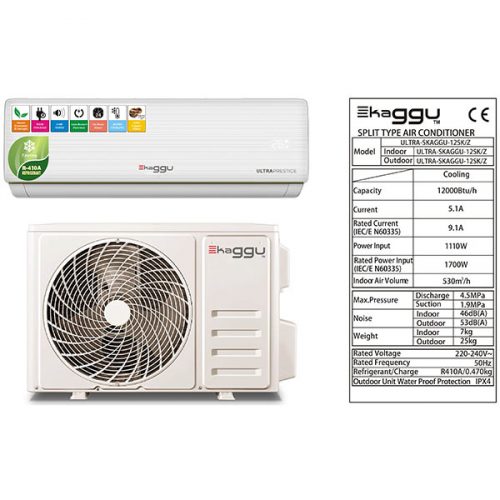 Ekaggu
ULTRAPRESTIGE
R-410A
REFRIGERANT
Ekaggu
Ekaggu™ CE
SPLIT TYPE AIR CONDITIONER
Model ULTRA-SKAGGU-12SK/Z
Indoor ULTRA-SKAGGU-12SK/Z
Outdoor ULTRA-SKAGGU-12SK/Z
Cooling
Capacity 12000Btu/h
Current 5.1A
Rated Current (IEC/E N60335) 9.1A
Power Input 1110W
Rated Power Input (IEC/E N60335) 1700W
Indoor Air Volume 530m³/h
Max.Pressure Discharge 4.5MPa
Suction 1.9MPa
Noise Indoor 46dB(A)
Outdoor 53dB(A)
Weight Indoor 7kg
Outdoor 25kg
Rated Voltage 220-240V~
Rated Frequency 50Hz
Refrigerant/Charge R410A/0.470kg
Outdoor Unit Water Proof Protection IPX4